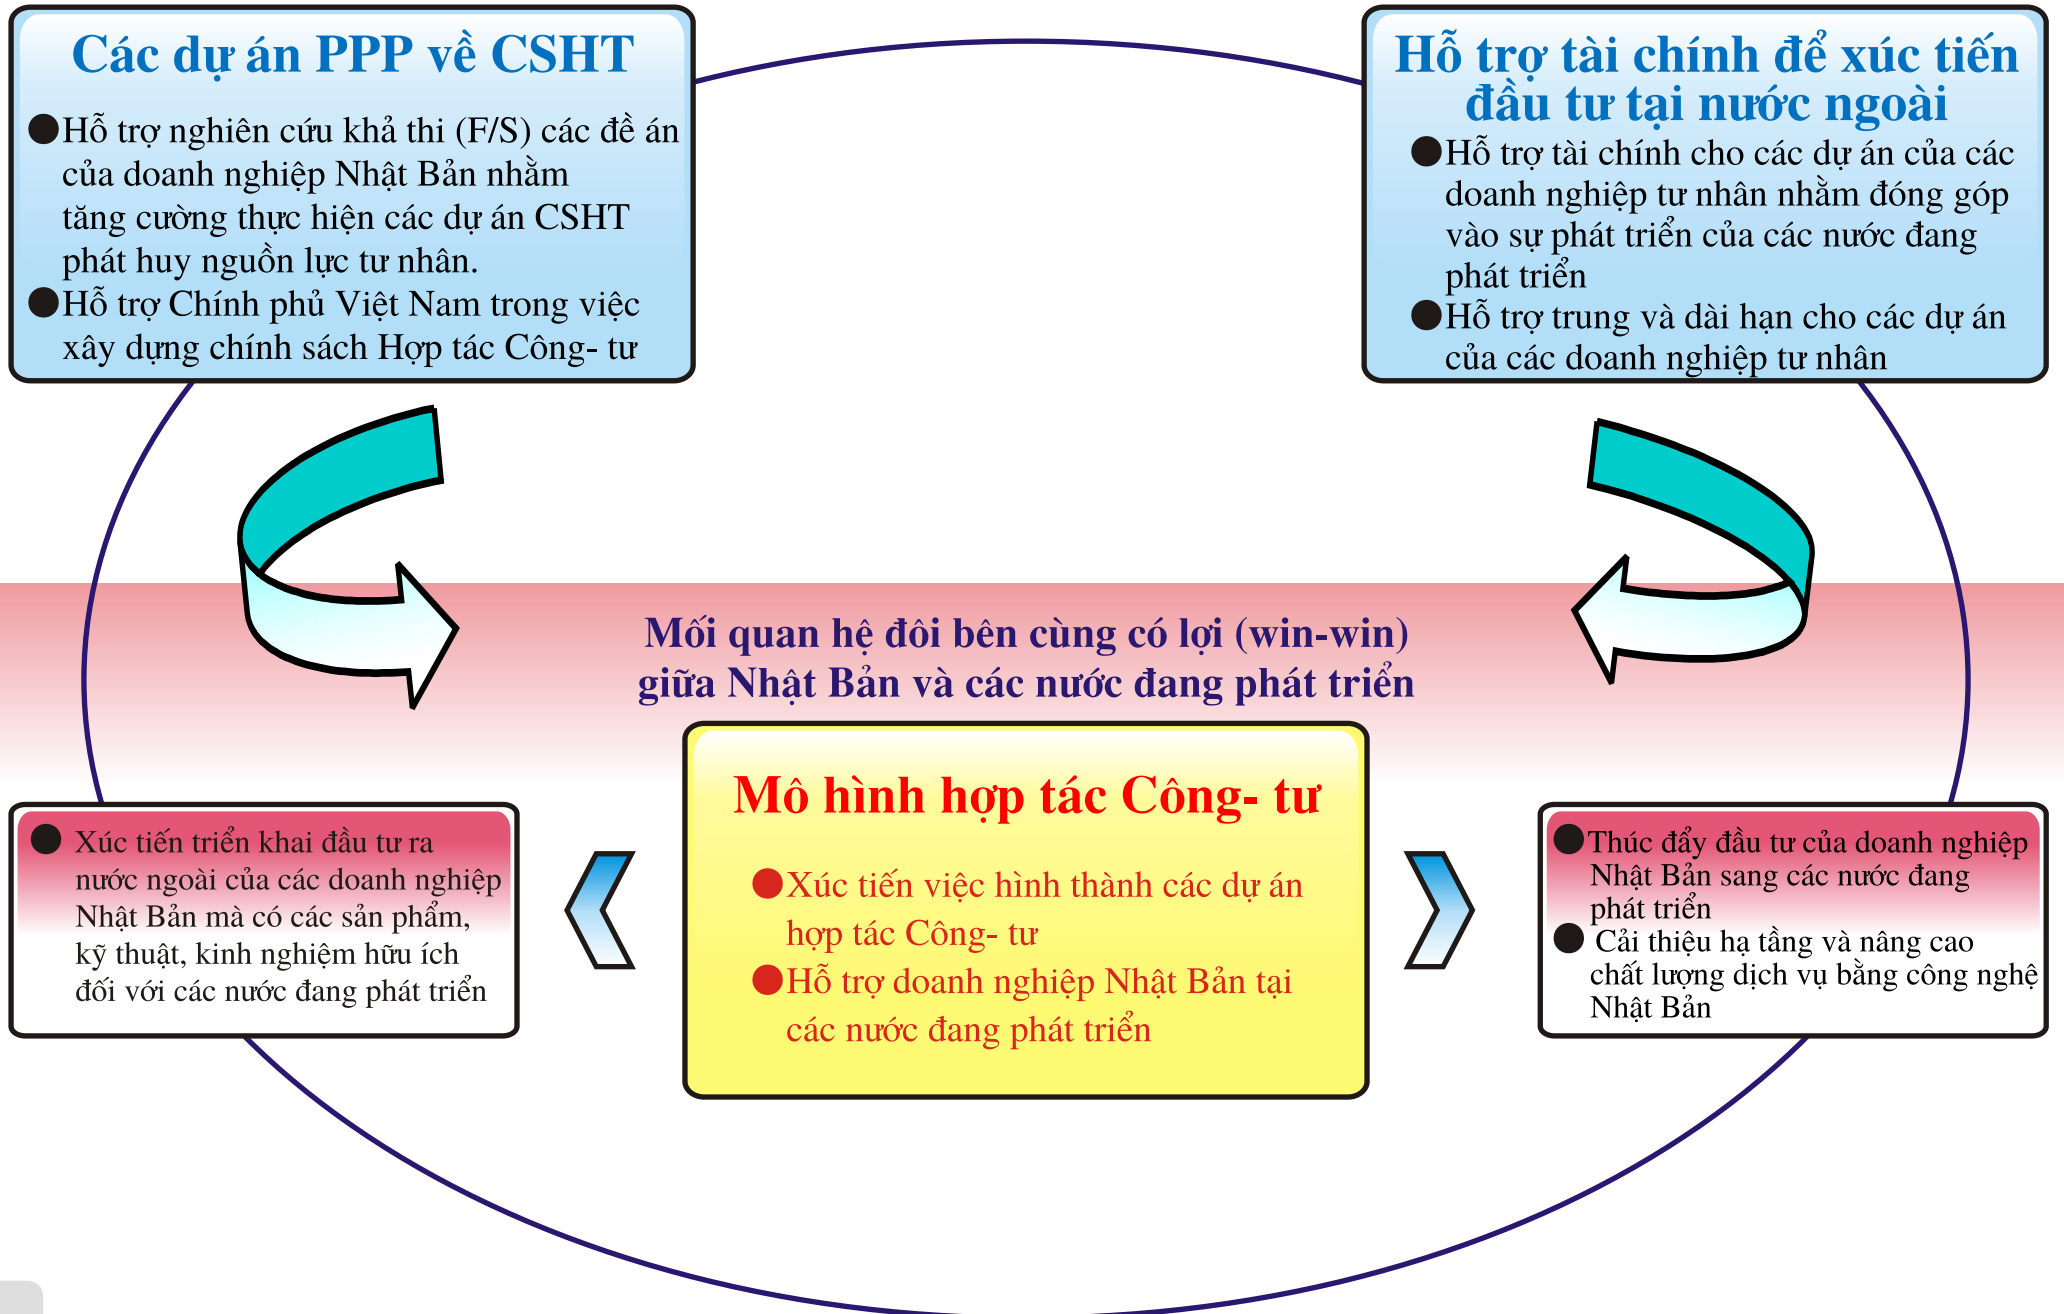 Các dự án PPP về CSHT
●Hỗ trợ nghiên cứu khả thi (F/S) các đề án
của doanh nghiệp Nhật Bản nhằm
tăng cường thực hiện các dự án CSHT
phát huy nguồn lực tư nhân.
●Hỗ trợ Chính phủ Việt Nam trong việc
xây dựng chính sách Hợp tác Công- tư
Hỗ trợ tài chính để xúc tiến
đầu tư tại nước ngoài
●Hỗ trợ tài chính cho các dự án của các
doanh nghiệp tư nhân nhằm đóng góp
vào sự phát triển của các nước đang
phát triển
●Hỗ trợ trung và dài hạn cho các dự án
của các doanh nghiệp tư nhân
Mối quan hệ đôi bên cùng có lợi (win-win)
giữa Nhật Bản và các nước đang phát triển
● Xúc tiến triển khai đầu tư ra
nước ngoài của các doanh nghiệp
Nhật Bản mà có các sản phẩm,
kỹ thuật, kinh nghiệm hữu ích
đối với các nước đang phát triển
Mô hình hợp tác Công- tư
●Xúc tiến việc hình thành các dự án
hợp tác Công- tư
●Hỗ trợ doanh nghiệp Nhật Bản tại
các nước đang phát triển
●Thúc đẩy đầu tư của doanh nghiệp
Nhật Bản sang các nước đang
phát triển
● Cải thiệu hạ tầng và nâng cao
chất lượng dịch vụ bằng công nghệ
Nhật Bản